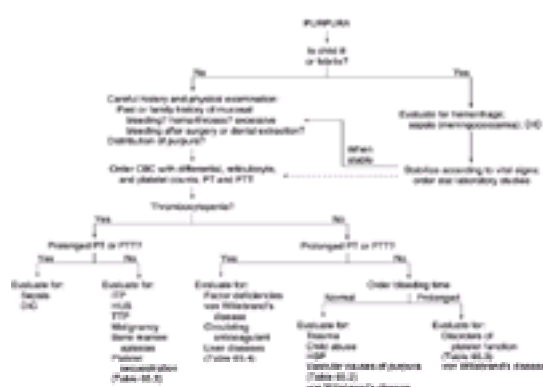 PURPURA
Is child ill
or febrile?
No
Yes
Careful history and physical examination
Past or family history of mucosal
bleeding? hemarthroses? excessive
bleeding after surgery or dental extraction?
Distribution of purpura?
Evaluate for hemorrhage,
sepsis (meningococcemia), DIC
When
stable
Order CBC with differential, reticulocyte,
and platelet counts, PT and PTT
Stabilize according to vital signs;
order stat laboratory studies
Thrombocytopenia?
Yes
No
Prolonged PT or PTT?
Prolonged PT or PTT?
Yes
No
Yes
No
Evaluate for:
Sepsis
DIC
Evaluate for:
ITP
HUS
TTP
Malignancy
Bone marrow
aplasia
Platelet
sequestration
Evaluate for:
Factor deficiencies
von Willebrand's
disease
Circulating
anticoagulant
Liver diseases
Order bleeding time
Normal
Prolonged
Evaluate for:
Trauma
Child abuse
HSP
Vascular causes of purpura
von Willebrand's disease
Evaluate for:
Disorders of
platelet function